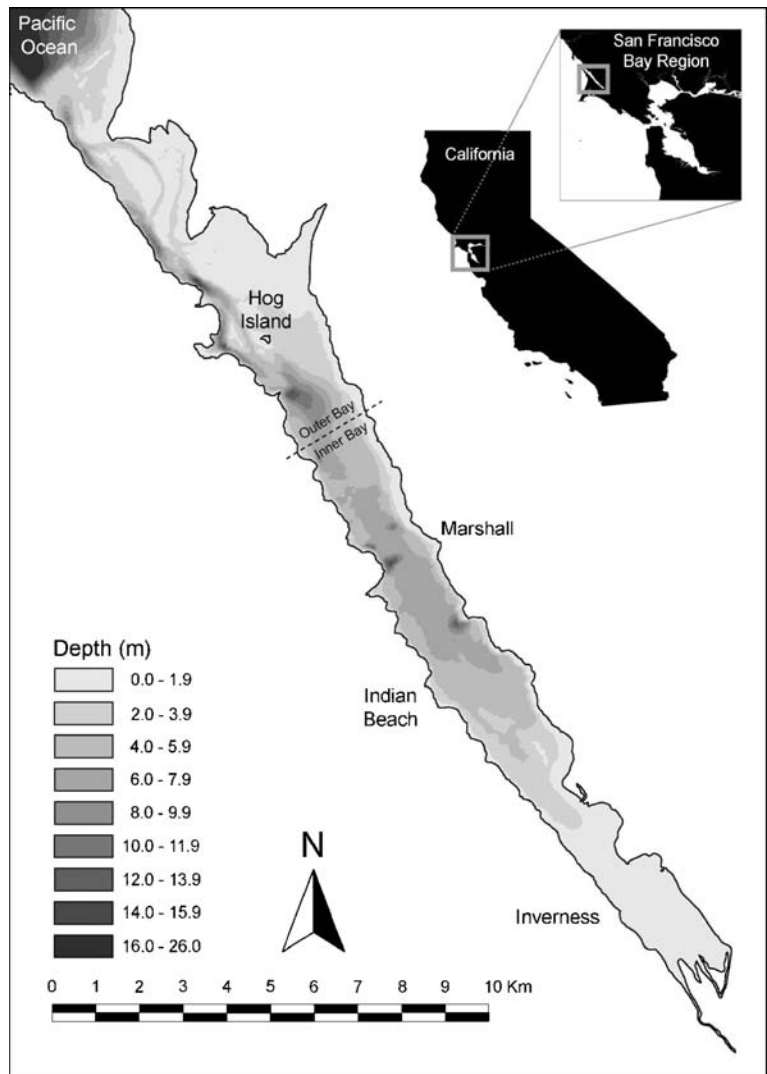 Pacific
Ocean
San Francisco
Bay Region
California
Hog
Island
Outer Bay
Inner Bay
Marshall
Depth (m)
0.0 - 1.9
2.0 - 3.9
4.0 - 5.9
6.0 - 7.9
8.0 - 9.9
10.0 - 11.9
12.0 - 13.9
14.0 - 15.9
16.0 - 26.0
Indian
Beach
N
Inverness
0 1 2 3 4 5 6 7 8 9 10 Km